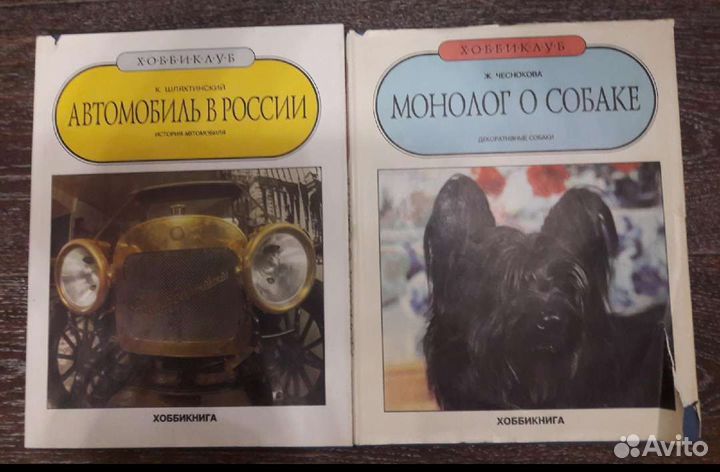 ХОББИКЛУБ
К. ШЛЯХТИНСКИЙ
АВТОМОБИЛЬ В РОССИИ
ИСТОРИЯ АВТОМОБИЛЯ
ХОББИКНИГА
ХОББИКЛУБ
Ж. ЧЕСНОКОВА
МОНОЛОГ О СОБАКЕ
ДЕКОРАТИВНЫЕ СОБАКИ
ХОББИКНИГА
Avito